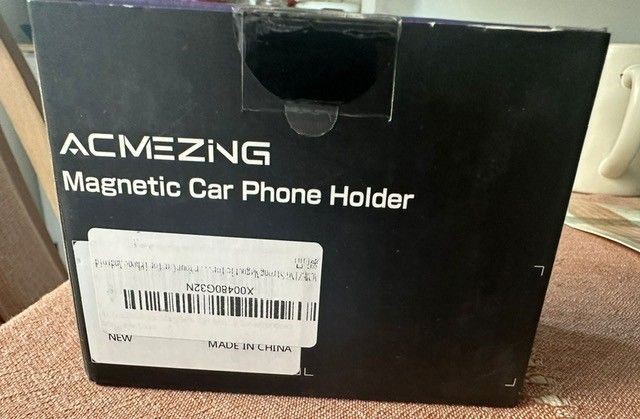 ACMEZiNG
Magnetic Car Phone Holder
X00480G32N
NEW
MADE IN CHINA